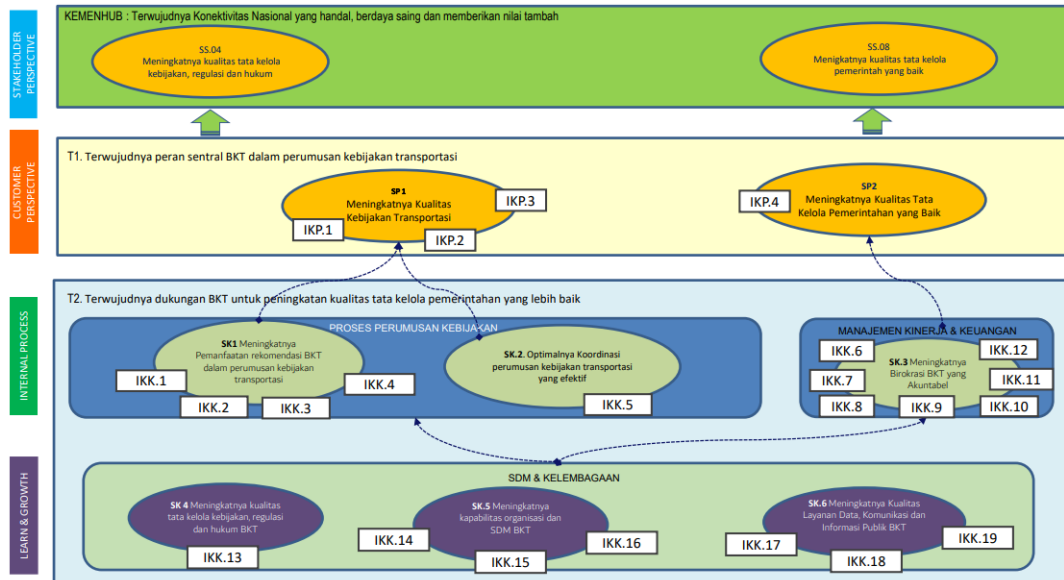 STAKEHOLDER
PERSPECTIVE
KEMENHUB : Terwujudnya Konektivitas Nasional yang handal, berdaya saing dan memberikan nilai tambah
SS.04
Meningkatnya kualitas tata kelola
kebijakan, regulasi dan hukum
SS.08
Menigkatnya kualitas tata kelola
pemerintah yang baik
CUSTOMER
PERSPECTIVE
T1. Terwujudnya peran sentral BKT dalam perumusan kebijakan transportasi
SP1
Meningkatnya Kualitas
Kebijakan Transportasi
IKP.1
IKP.2
IKP.3
SP2
Meningkatnya Kualitas Tata
Kelola Pemerintahan yang Baik
IKP.4
INTERNAL PROCESS
T2. Terwujudnya dukungan BKT untuk peningkatan kualitas tata kelola pemerintahan yang lebih baik
PROSES PERUMUSAN KEBIJAKAN
SK1 Meningkatnya
Pemanfaatan rekomendasi BKT
dalam perumusan kebijakan
transportasi
IKK.1
IKK.2
IKK.3
IKK.4
SK.2. Optimalnya Koordinasi
perumusan kebijakan transportasi
yang efektif
IKK.5
MANAJEMEN KINERJA & KEUANGAN
SK.3 Meningkatnya
Birokrasi BKT yang
Akuntabel
IKK.6
IKK.7
IKK.8
IKK.9
IKK.10
IKK.11
IKK.12
LEARN & GROWTH
SDM & KELEMBAGAAN
SK 4 Meningkatnya kualitas
tata kelola kebijakan, regulasi
dan hukum BKT
IKK.13
SK.5 Meningkatnya
kapabilitas organisasi dan
SDM BKT
IKK.14
IKK.15
IKK.16
SK.6 Meningkatnya Kualitas
Layanan Data, Komunikasi dan
Informasi Publik BKT
IKK.17
IKK.18
IKK.19